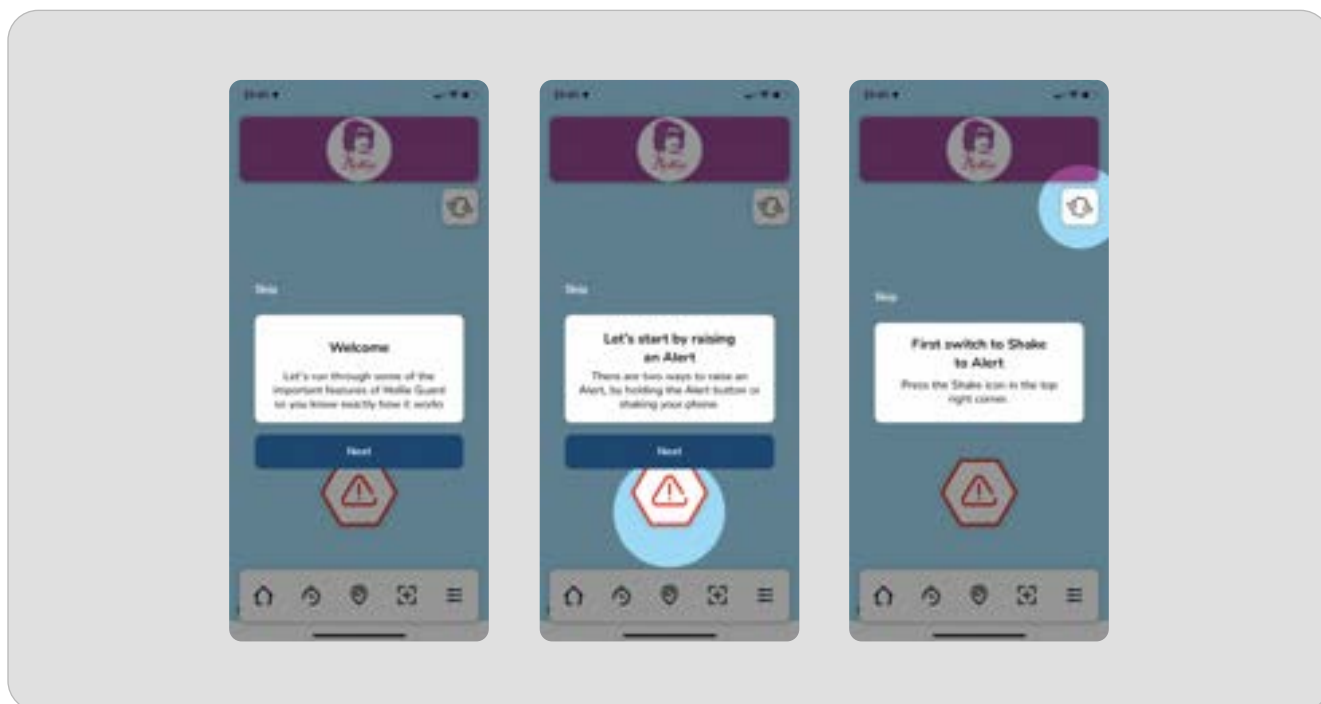 Skip
Welcome
Let's run through some of the
important features of Hollie Guard
so you know exactly how it works
Next
Skip
Let's start by raising
an Alert
There are two ways to raise an
Alert, by holding the Alert button or
shaking your phone.
Next
Skip
First switch to Shake
to Alert
Press the Shake icon in the top
right corner.